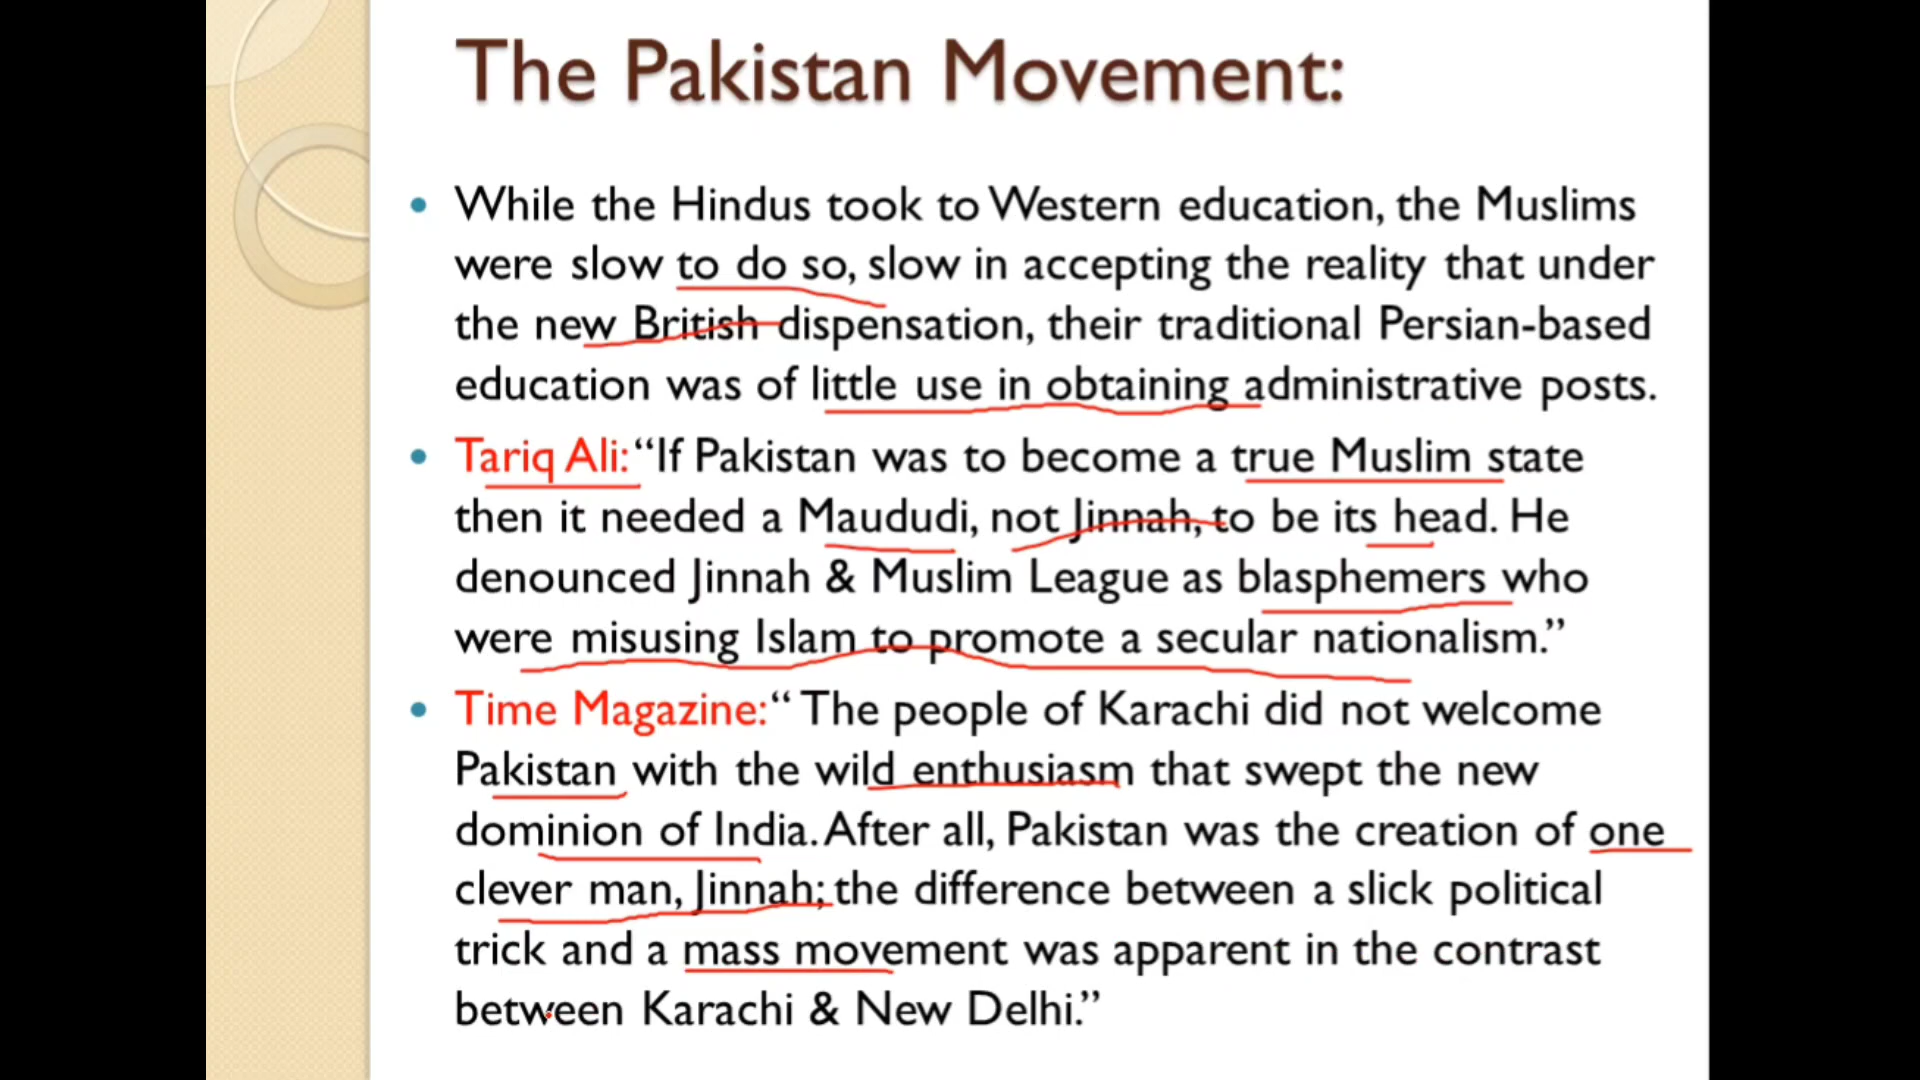 The Pakistan Movement:
While the Hindus took to Western education, the Muslims
were slow to do so, slow in accepting the reality that under
the new British dispensation, their traditional Persian-based
education was of little use in obtaining administrative posts.
Tariq Ali: “If Pakistan was to become a true Muslim state
then it needed a Maududi, not Jinnah, to be its head. He
denounced Jinnah & Muslim League as blasphemers who
were misusing Islam to promote a secular nationalism.”
Time Magazine: “ The people of Karachi did not welcome
Pakistan with the wild enthusiasm that swept the new
dominion of India. After all, Pakistan was the creation of one
clever man, Jinnah; the difference between a slick political
trick and a mass movement was apparent in the contrast
between Karachi & New Delhi.”